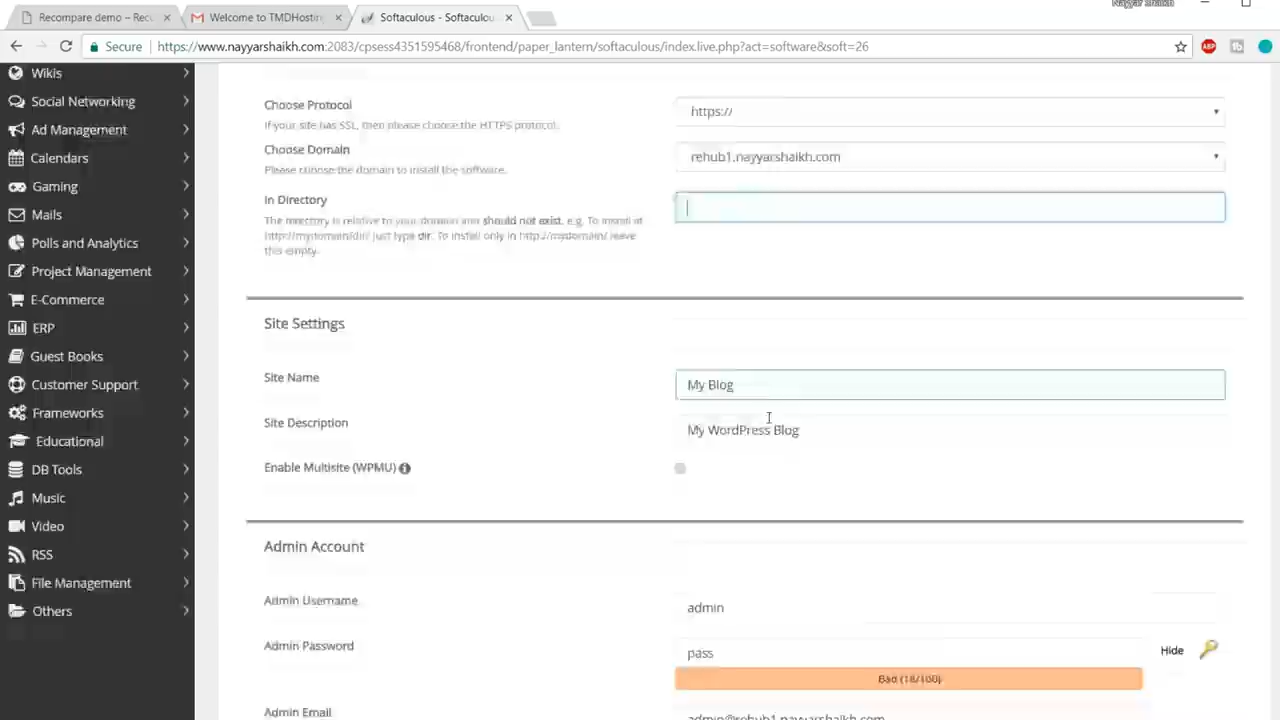 Recompare demo – Rec
Welcome to TMDHosting
Softaculous - Softaculou
Nayyar Shaikh
Secure
https://www.nayyarshaikh.com:2083/cpsess4351595468/frontend/paper_lantern/softaculous/index.live.php?act=software&soft=26
ABP
Wikis
Social Networking
Ad Management
Calendars
Gaming
Mails
Polls and Analytics
Project Management
E-Commerce
ERP
Guest Books
Customer Support
Frameworks
Educational
DB Tools
Music
Video
RSS
File Management
Others
Choose Protocol
If your site has SSL, then please choose the HTTPS protocol.
https://
Choose Domain
Please choose the domain to install the software.
rehub1.nayyarshaikh.com
In Directory
The directory is relative to your domain and should not exist. e.g. To install at
http://mydomain/dir/ just type dir. To install only in http://mydomain/ leave
this empty.
Site Settings
Site Name
My Blog
Site Description
My WordPress Blog
Enable Multisite (WPMU)
Admin Account
Admin Username
admin
Admin Password
pass
Hide
Bad (18/100)
Admin Email
admin@rehub1.nayyarshaikh.com